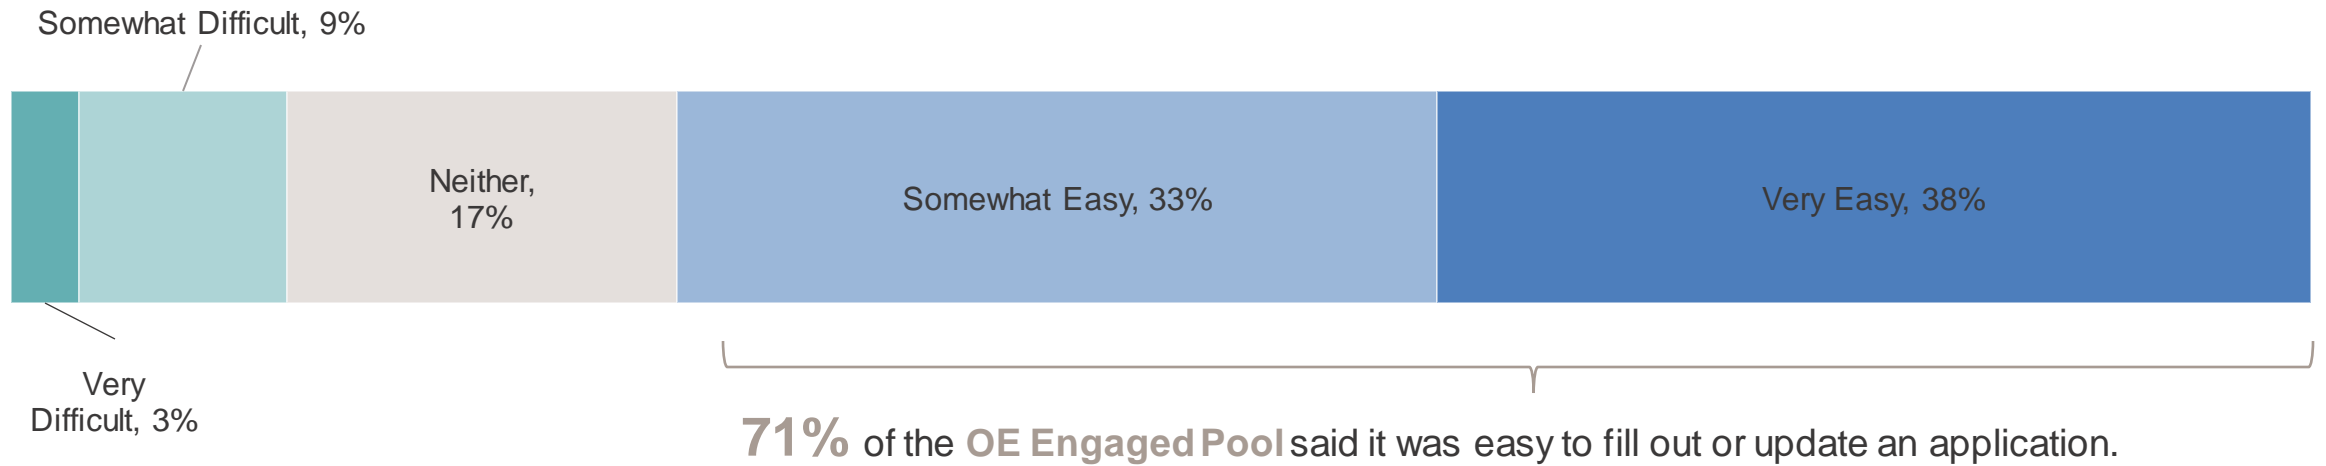 Somewhat Difficult, 9%
Neither,
17%
Somewhat Easy, 33%
Very Easy, 38%
Very
Difficult, 3%
71% of the OE Engaged Pool said it was easy to fill out or update an application.